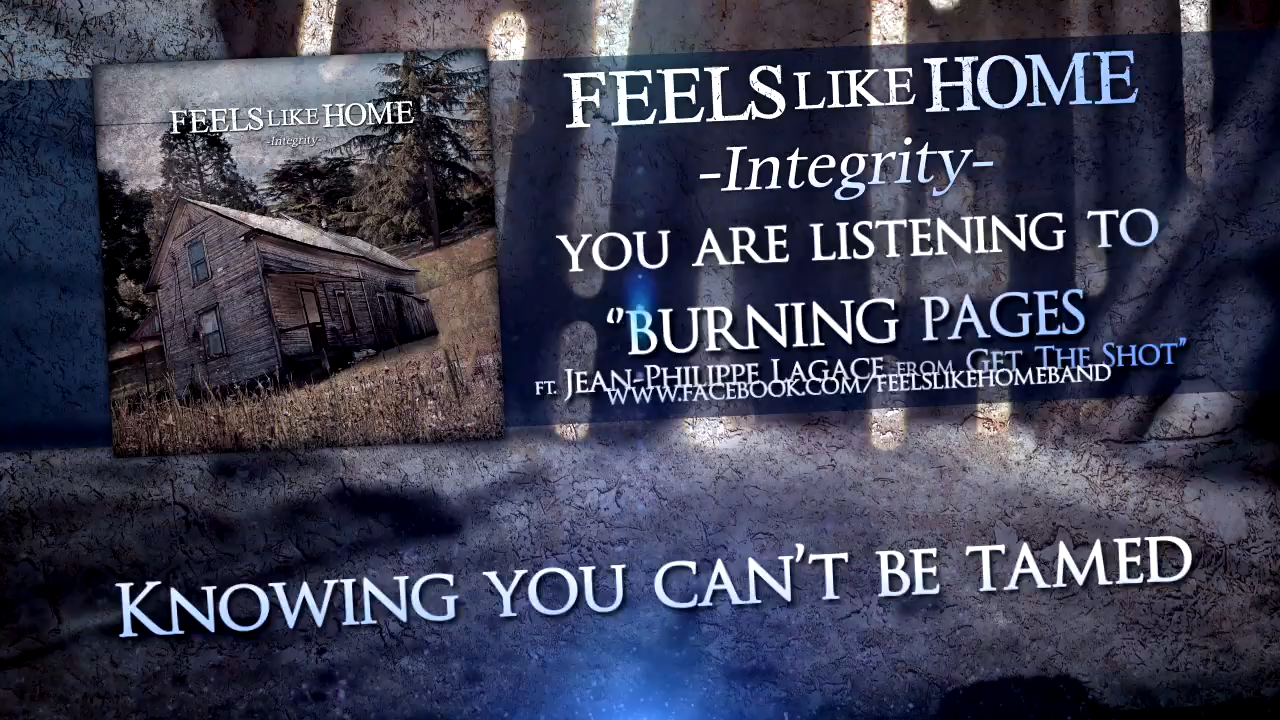 FEELS LIKE HOME
-Integrity-
FEELS LIKE HOME
-Integrity-
YOU ARE LISTENING TO
"BURNING PAGES
FT. JEAN-PHILIPPE LAGACE FROM GET THE SHOT"
WWW.FACEBOOK.COM/FEELSLIKEHOMEBAND
KNOWING YOU CAN'T BE TAMED